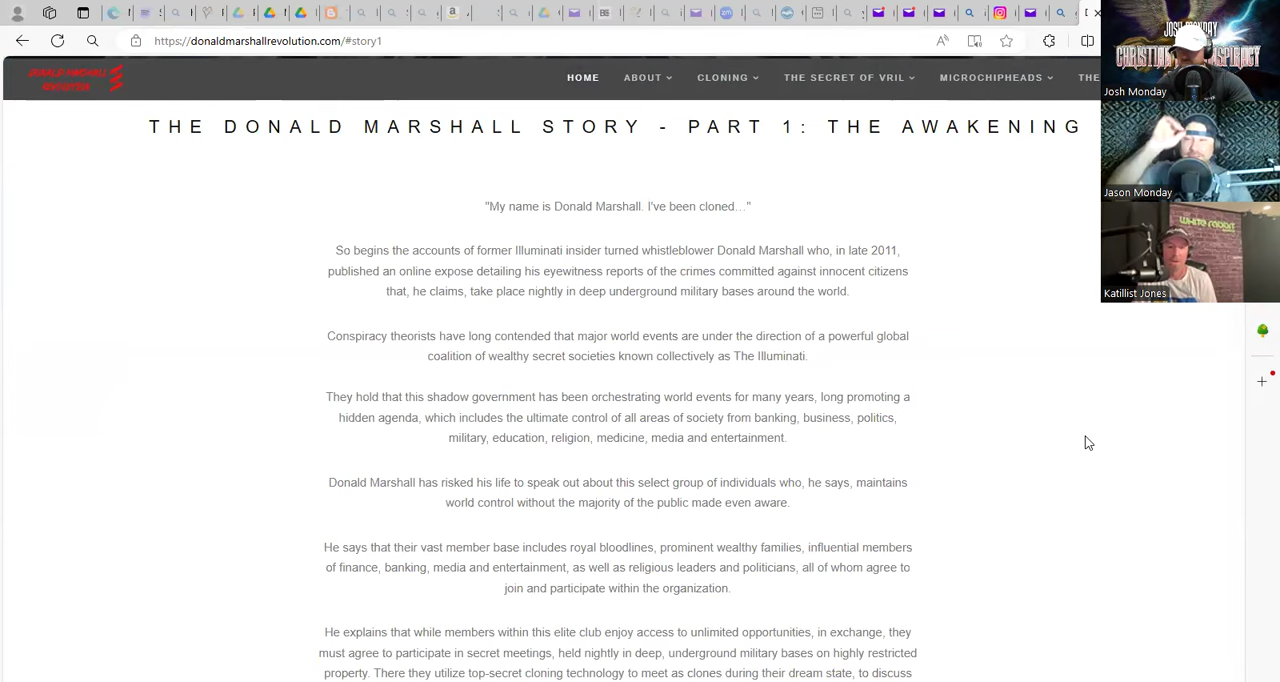 https://donaldmarshallrevolution.com/#story1
DONALD MARSHALL
REVOLUTION
HOME
ABOUT
CLONING
THE SECRET OF VRIL
MICROCHIPHEADS
THE
THE DONALD MARSHALL STORY - PART 1: THE AWAKENING
"My name is Donald Marshall. I've been cloned…"
So begins the accounts of former Illuminati insider turned whistleblower Donald Marshall who, in late 2011,
published an online expose detailing his eyewitness reports of the crimes committed against innocent citizens
that, he claims, take place nightly in deep underground military bases around the world.
Conspiracy theorists have long contended that major world events are under the direction of a powerful global
coalition of wealthy secret societies known collectively as The Illuminati.
They hold that this shadow government has been orchestrating world events for many years, long promoting a
hidden agenda, which includes the ultimate control of all areas of society from banking, business, politics,
military, education, religion, medicine, media and entertainment.
Donald Marshall has risked his life to speak out about this select group of individuals who, he says, maintains
world control without the majority of the public made even aware.
He says that their vast member base includes royal bloodlines, prominent wealthy families, influential members
of finance, banking, media and entertainment, as well as religious leaders and politicians, all of whom agree to
join and participate within the organization.
He explains that while members within this elite club enjoy access to unlimited opportunities, in exchange, they
must agree to participate in secret meetings, held nightly in deep, underground military bases on highly restricted
property. There they utilize top-secret cloning technology to meet as clones during their dream state, to discuss
JOSH MONDAY
Josh Monday
Jason Monday
WHITE RABBIT
Katillist Jones